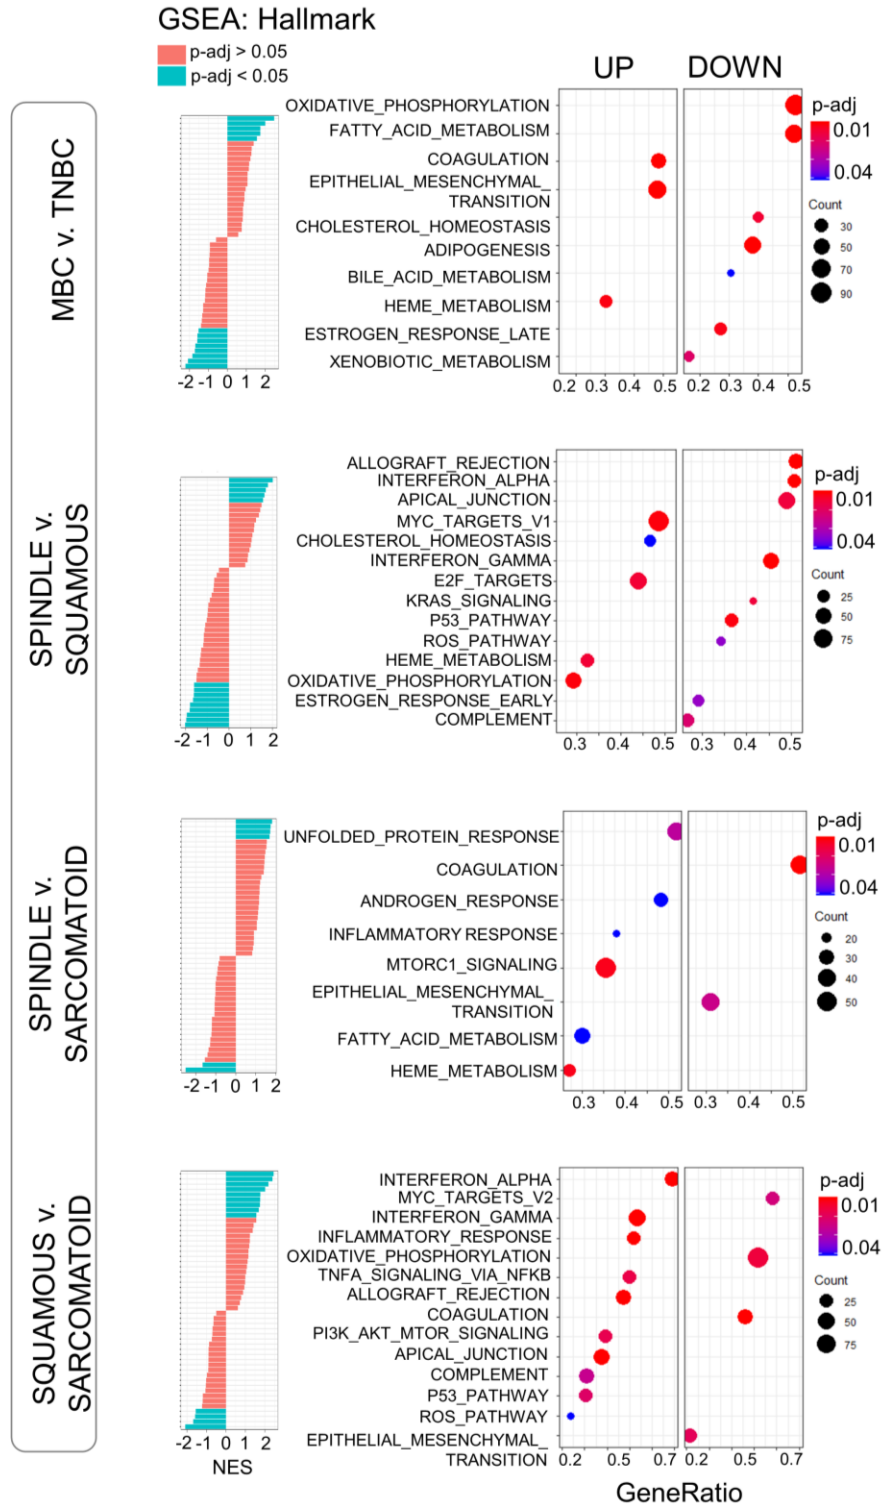 GSEA: Hallmark
p-adj > 0.05
p-adj < 0.05
UP
DOWN
MBC v. TNBC
-2 -1 0 1 2
OXIDATIVE_PHOSPHORYLATION
FATTY_ACID_METABOLISM
COAGULATION
EPITHELIAL_MESENCHYMAL_
TRANSITION
CHOLESTEROL_HOMEOSTASIS
ADIPOGENESIS
BILE_ACID_METABOLISM
HEME_METABOLISM
ESTROGEN_RESPONSE_LATE
XENOBIOTIC_METABOLISM
0.2 0.3 0.4 0.5
0.2 0.3 0.4 0.5
p-adj
0.01
0.04
Count
30
50
70
90
SPINDLE v.
SQUAMOUS
-2 -1 0 1 2
ALLOGRAFT_REJECTION
INTERFERON_ALPHA
APICAL_JUNCTION
MYC_TARGETS_V1
CHOLESTEROL_HOMEOSTASIS
INTERFERON_GAMMA
E2F_TARGETS
KRAS_SIGNALING
P53_PATHWAY
ROS_PATHWAY
HEME_METABOLISM
OXIDATIVE_PHOSPHORYLATION
ESTROGEN_RESPONSE_EARLY
COMPLEMENT
0.3 0.4 0.5
0.3 0.4 0.5
p-adj
0.01
0.04
Count
25
50
75
SPINDLE v.
SARCOMATOID
-2 -1 0 1 2
UNFOLDED_PROTEIN_RESPONSE
COAGULATION
ANDROGEN_RESPONSE
INFLAMMATORY RESPONSE
MTORC1_SIGNALING
EPITHELIAL_MESENCHYMAL_
TRANSITION
FATTY_ACID_METABOLISM
HEME_METABOLISM
0.3 0.4 0.5
0.3 0.4 0.5
p-adj
0.01
0.04
Count
20
30
40
50
SQUAMOUS v.
SARCOMATOID
-2 -1 0 1 2
NES
INTERFERON_ALPHA
MYC_TARGETS_V2
INTERFERON_GAMMA
INFLAMMATORY_RESPONSE
OXIDATIVE_PHOSPHORYLATION
TNFA_SIGNALING_VIA_NFKB
ALLOGRAFT_REJECTION
COAGULATION
PI3K_AKT_MTOR_SIGNALING
APICAL_JUNCTION
COMPLEMENT
P53_PATHWAY
ROS_PATHWAY
EPITHELIAL_MESENCHYMAL_
TRANSITION
0.2 0.5 0.7
0.2 0.5 0.7
GeneRatio
p-adj
0.01
0.04
Count
25
50
75